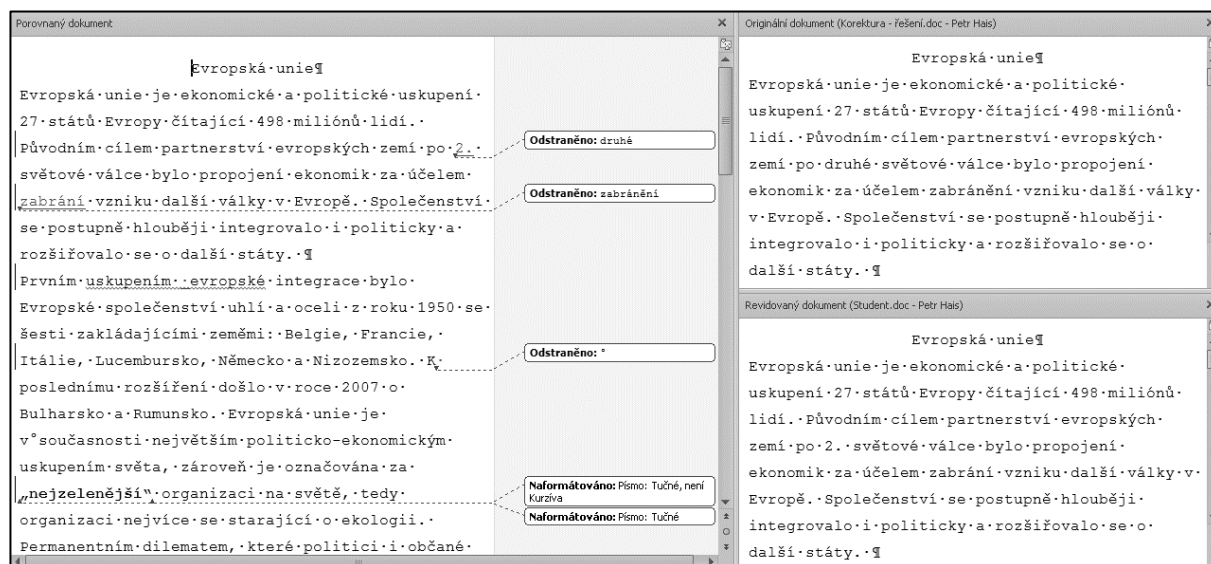 Porovnaný dokument
Evropská·unie¶
Evropská·unie·je·ekonomické·a·politické·uskupení·
27·států·Evropy·čítající·498·miliónů·lidí.·
Původním·cílem·partnerství·evropských·zemí·po·2.·
světové·válce·bylo·propojení·ekonomik·za·účelem·
zabrání·vzniku·další·války·v·Evropě.·Společenství·
se·postupně·hlouběji·integrovalo·i·politicky·a·
rozšiřovalo·se·o·další·státy.·¶
Prvním·uskupením··evropské·integrace·bylo·
Evropské·společenství·uhlí·a·oceli·z·roku·1950·se·
šesti·zakládajícími·zeměmi:·Belgie,·Francie,·
Itálie,·Lucembursko,·Německo·a·Nizozemsko.·K·
poslednímu·rozšíření·došlo·v·roce·2007·o·
Bulharsko·a·Rumunsko.·Evropská·unie·je·
v°současnosti·největším·politicko-ekonomickým·
uskupením·světa,·zároveň·je·označována·za·
„nejzelenější“·organizaci·na·světě,·tedy·
organizaci·nejvíce·se·starající·o·ekologii.·
Permanentním·dilematem,·které·politici·i·občané·
Odstraněno: druhé
Odstraněno: zabránění
Odstraněno: °
Naformátováno: Písmo: Tučné, není
Kurzíva
Naformátováno: Písmo: Tučné
Originální dokument (Korektura - řešení.doc - Petr Hais)
Evropská·unie¶
Evropská·unie·je·ekonomické·a·politické·
uskupení·27·států·Evropy·čítající·498·miliónů·
lidí.·Původním·cílem·partnerství·evropských·
zemí·po·druhé·světové·válce·bylo·propojení·
ekonomik·za·účelem·zabránění·vzniku·další·války·
v·Evropě.·Společenství·se·postupně·hlouběji·
integrovalo·i·politicky·a·rozšiřovalo·se·o·
další·státy.·¶
Revidovaný dokument (Student.doc - Petr Hais)
Evropská·unie¶
Evropská·unie·je·ekonomické·a·politické·
uskupení·27·států·Evropy·čítající·498·miliónů·
lidí.·Původním·cílem·partnerství·evropských·
zemí·po·2.·světové·válce·bylo·propojení·
ekonomik·za·účelem·zabrání·vzniku·další·války·v·
Evropě.·Společenství·se·postupně·hlouběji·
integrovalo·i·politicky·a·rozšiřovalo·se·o·
další·státy.·¶